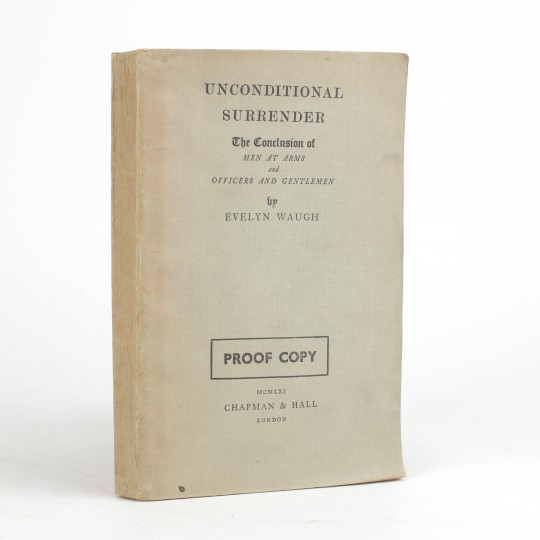 UNCONDITIONAL
SURRENDER
The Conclusion of
MEN AT ARMS
and
OFFICERS AND GENTLEMEN
by
EVELYN WAUGH
PROOF COPY
MCMLXI
CHAPMAN & HALL
LONDON